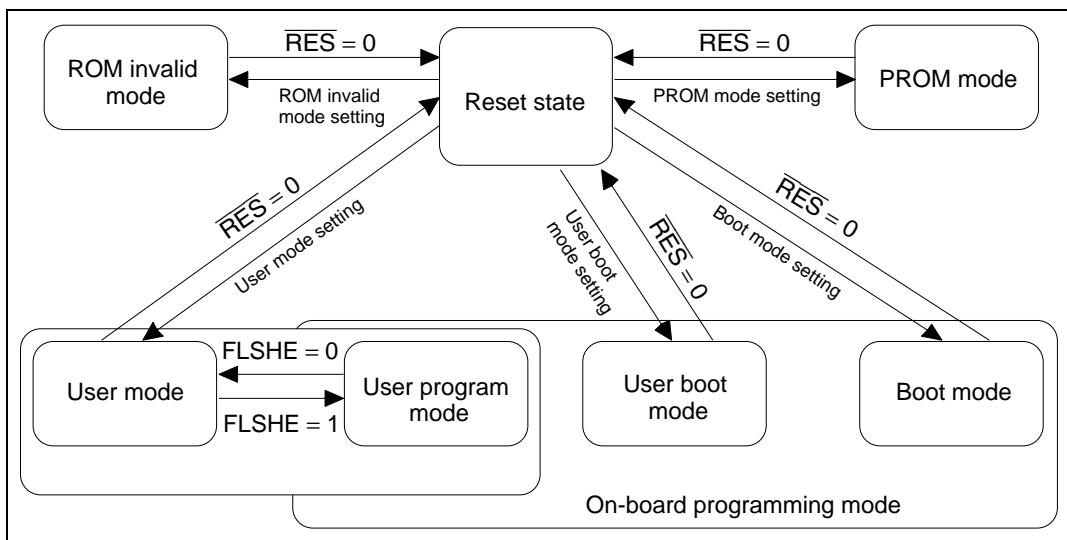 ROM invalid
mode
RES = 0
ROM invalid
mode setting
Reset state
RES = 0
PROM mode setting
PROM mode
RES = 0
User mode setting
User boot
mode setting
RES = 0
Boot mode setting
RES = 0
User mode
FLSHE = 0
FLSHE = 1
User program
mode
User boot
mode
Boot mode
On-board programming mode